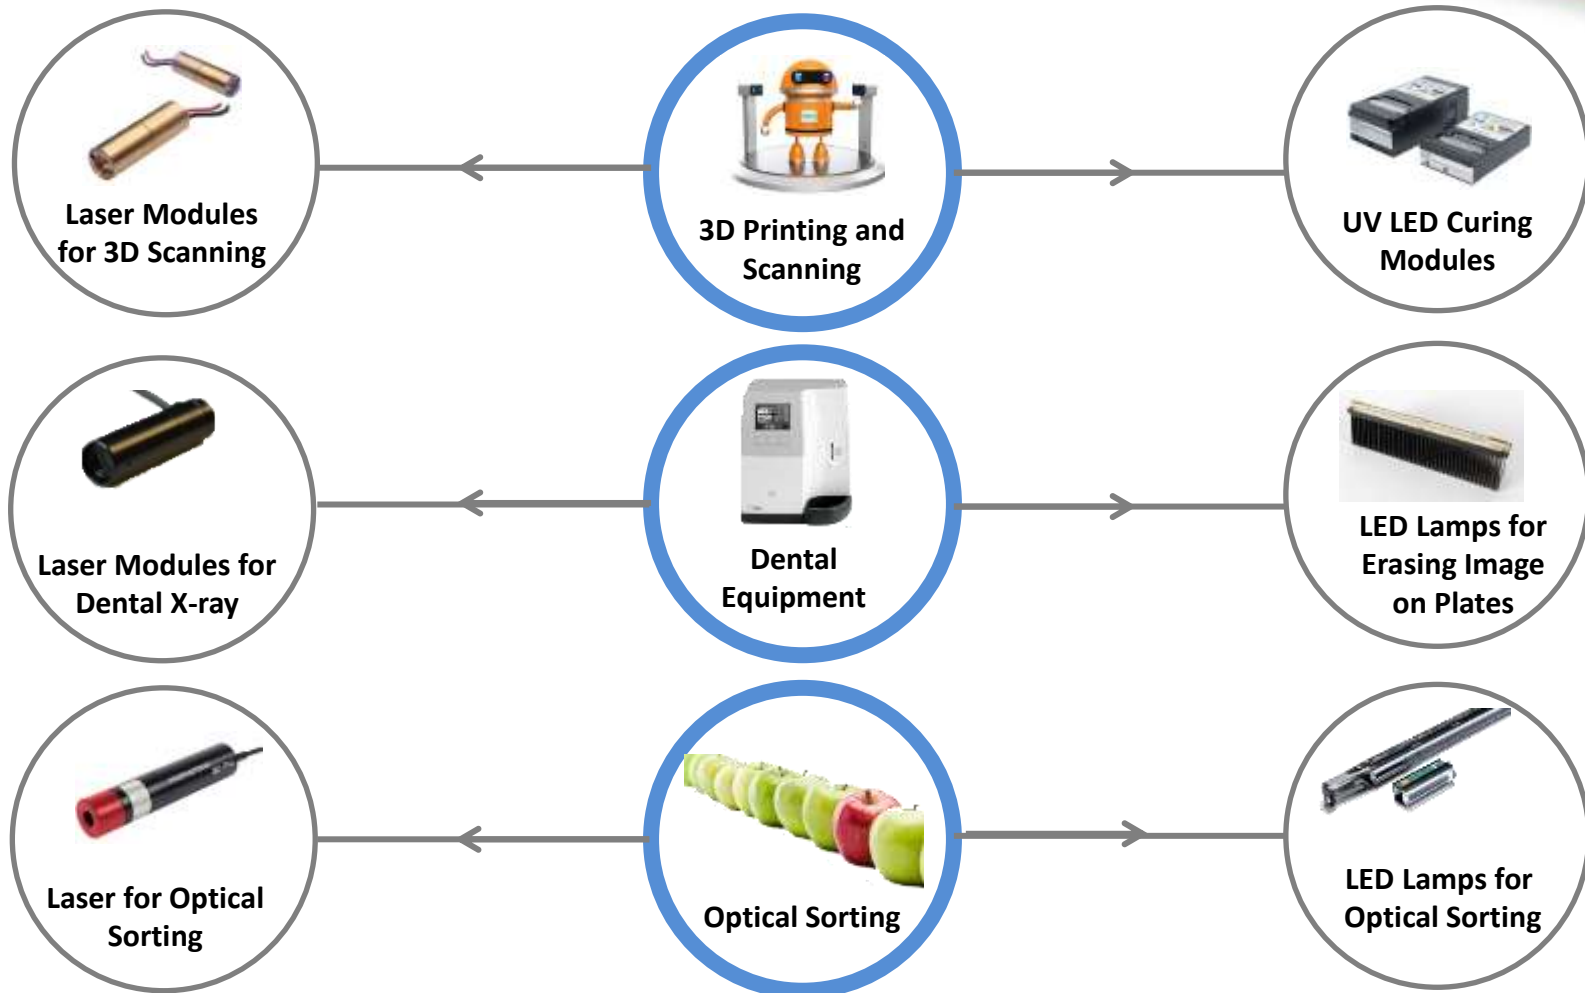 Laser Modules
for 3D Scanning
3D Printing and
Scanning
UV LED Curing
Modules
Laser Modules for
Dental X-ray
Dental
Equipment
LED Lamps for
Erasing Image
on Plates
Laser for Optical
Sorting
Optical Sorting
LED Lamps for
Optical Sorting